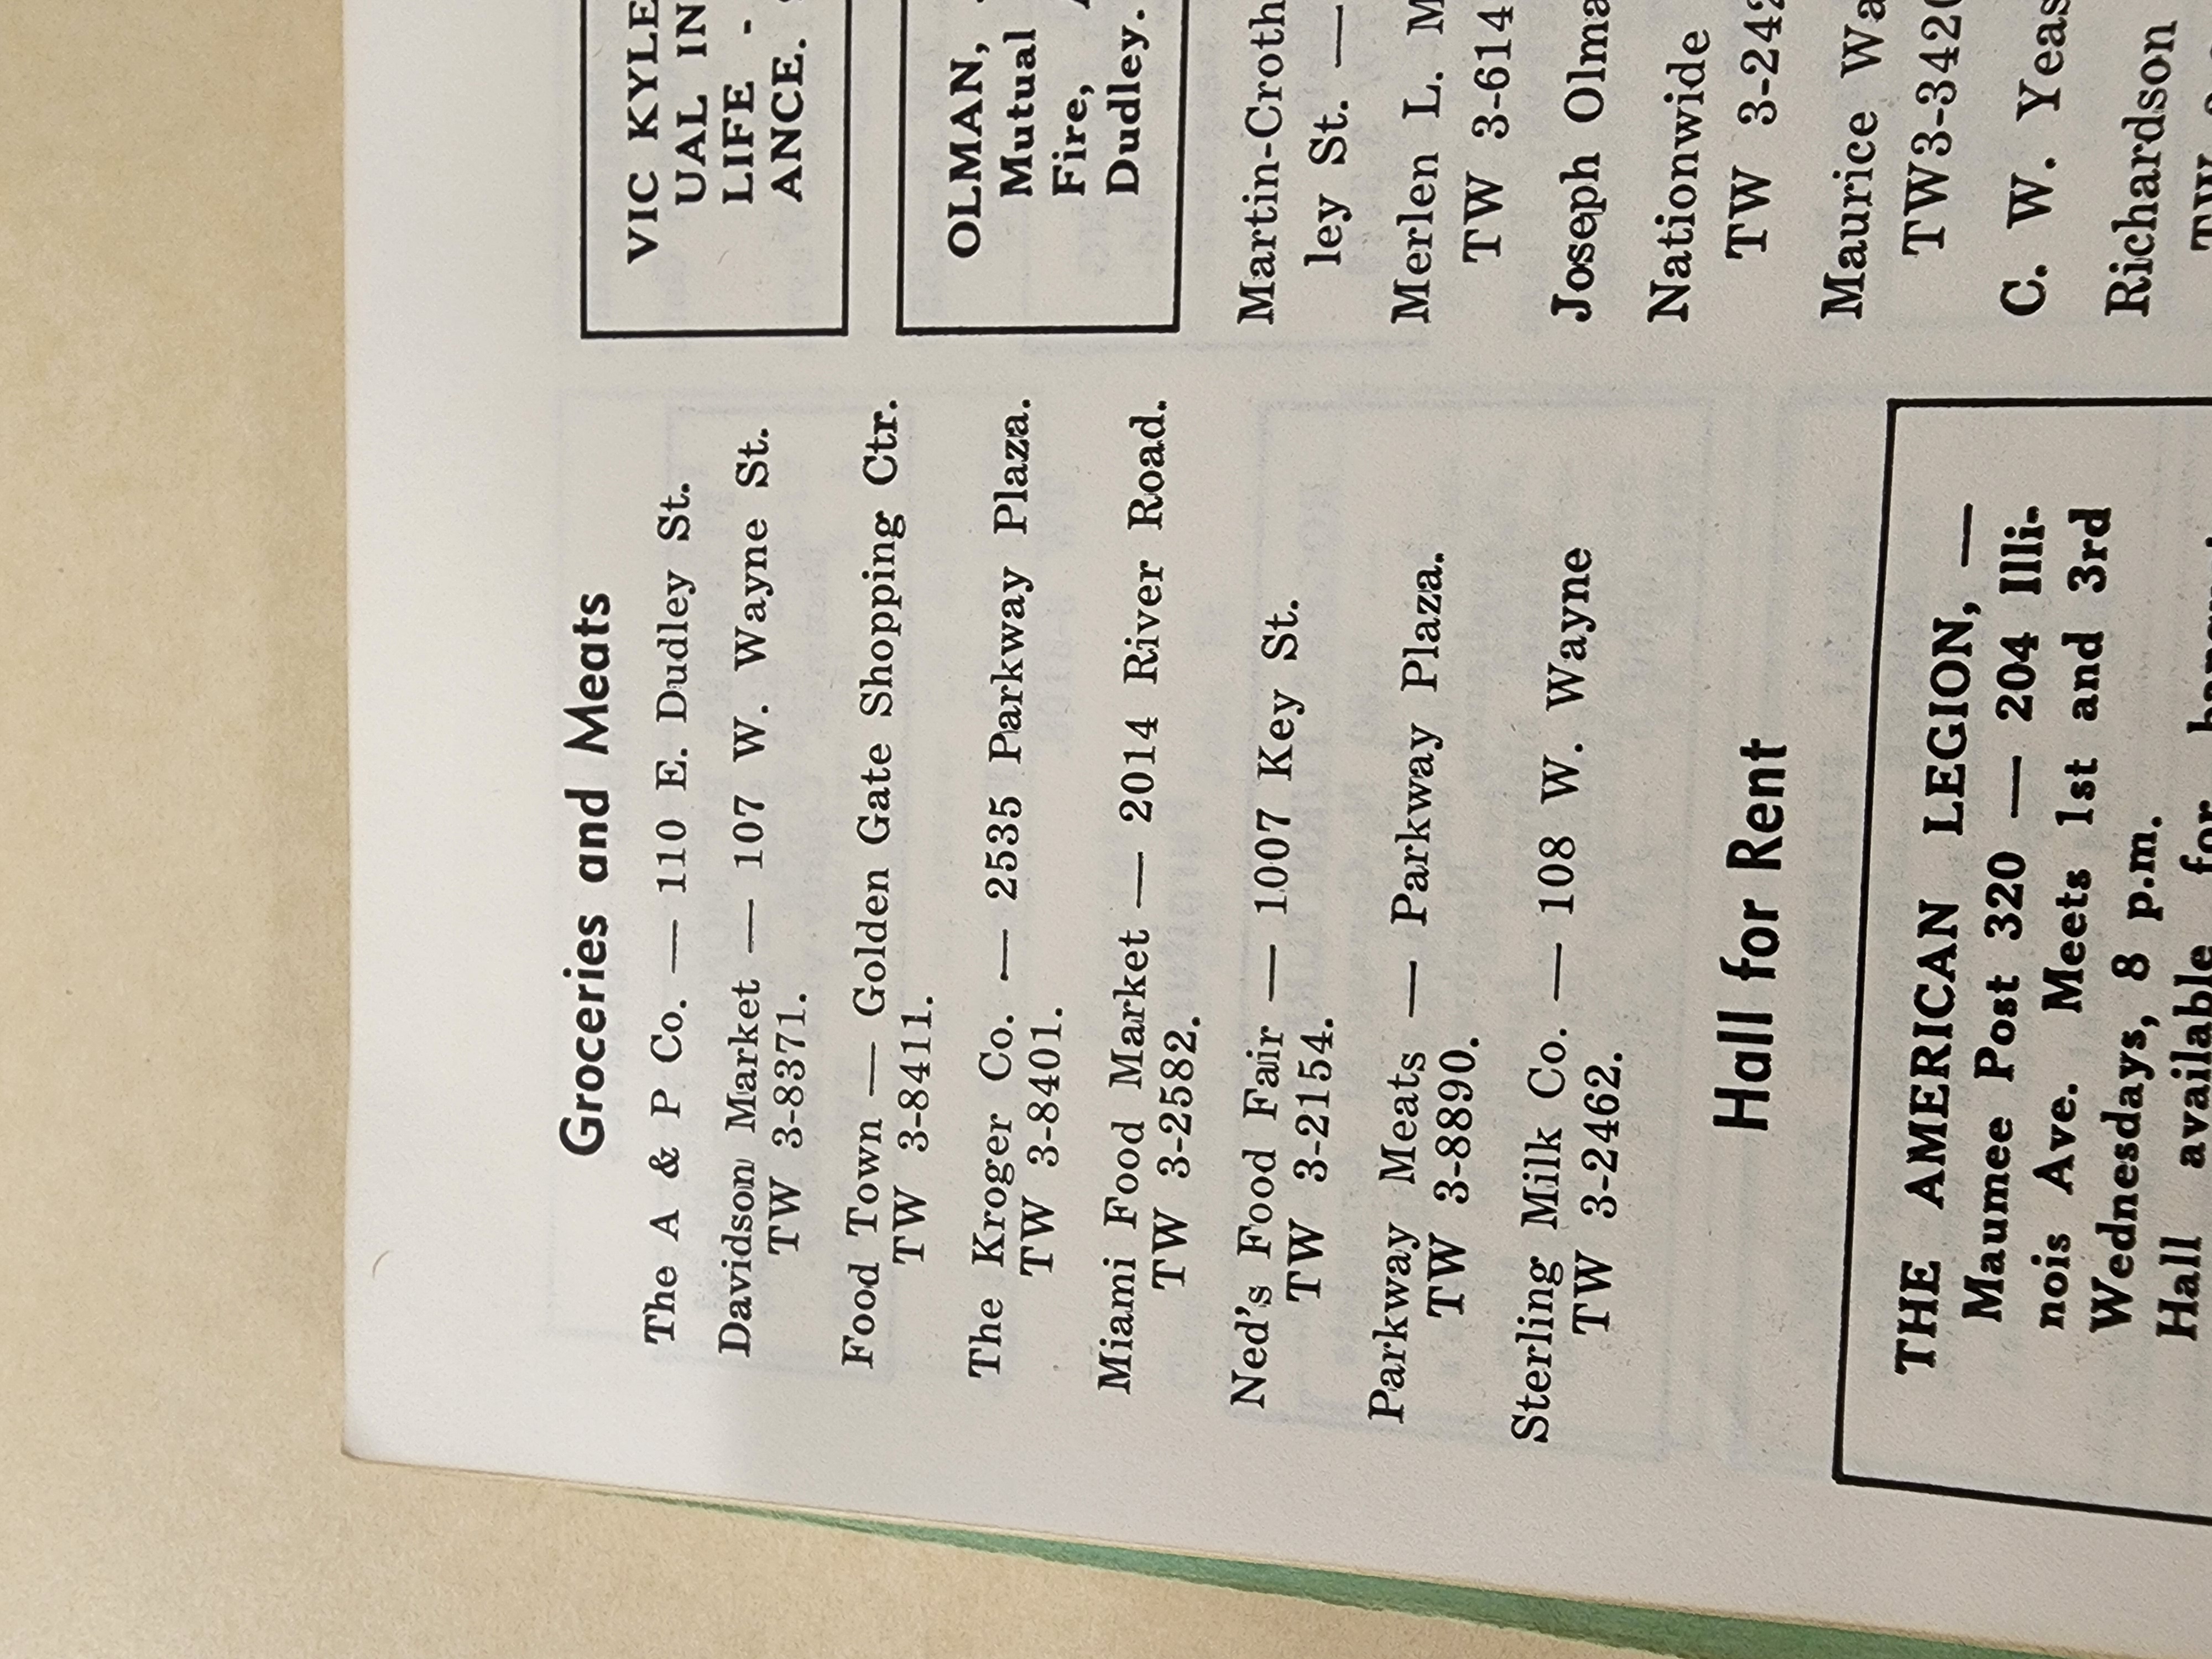 Groceries and Meats
The A & P Co. — 110 E. Dudley St.
Davidson Market — 107 W. Wayne St.
TW 3-8371.
Food Town — Golden Gate Shopping Ctr.
TW 3-8411.
The Kroger Co. — 2535 Parkway Plaza.
TW 3-8401.
Miami Food Market — 2014 River Road.
TW 3-2582.
Ned's Food Fair — 1007 Key St.
TW 3-2154.
Parkway Meats — Parkway Plaza.
TW 3-8890.
Sterling Milk Co. — 108 W. Wayne
TW 3-2462.
Hall for Rent
THE AMERICAN LEGION, —
Maumee Post 320 — 204 Illi-
nois Ave. Meets 1st and 3rd
Wednesdays, 8 p.m.
Hall available for
VIC KYLE
UAL IN
LIFE -
ANCE.
OLMAN,
Mutual
Fire,
Dudley.
Martin-Croth
ley St. —
Merlen L. M
TW 3-614
Joseph Olma
Nationwide
TW 3-242
Maurice Wa
TW3-3420
C. W. Yeas
Richardson